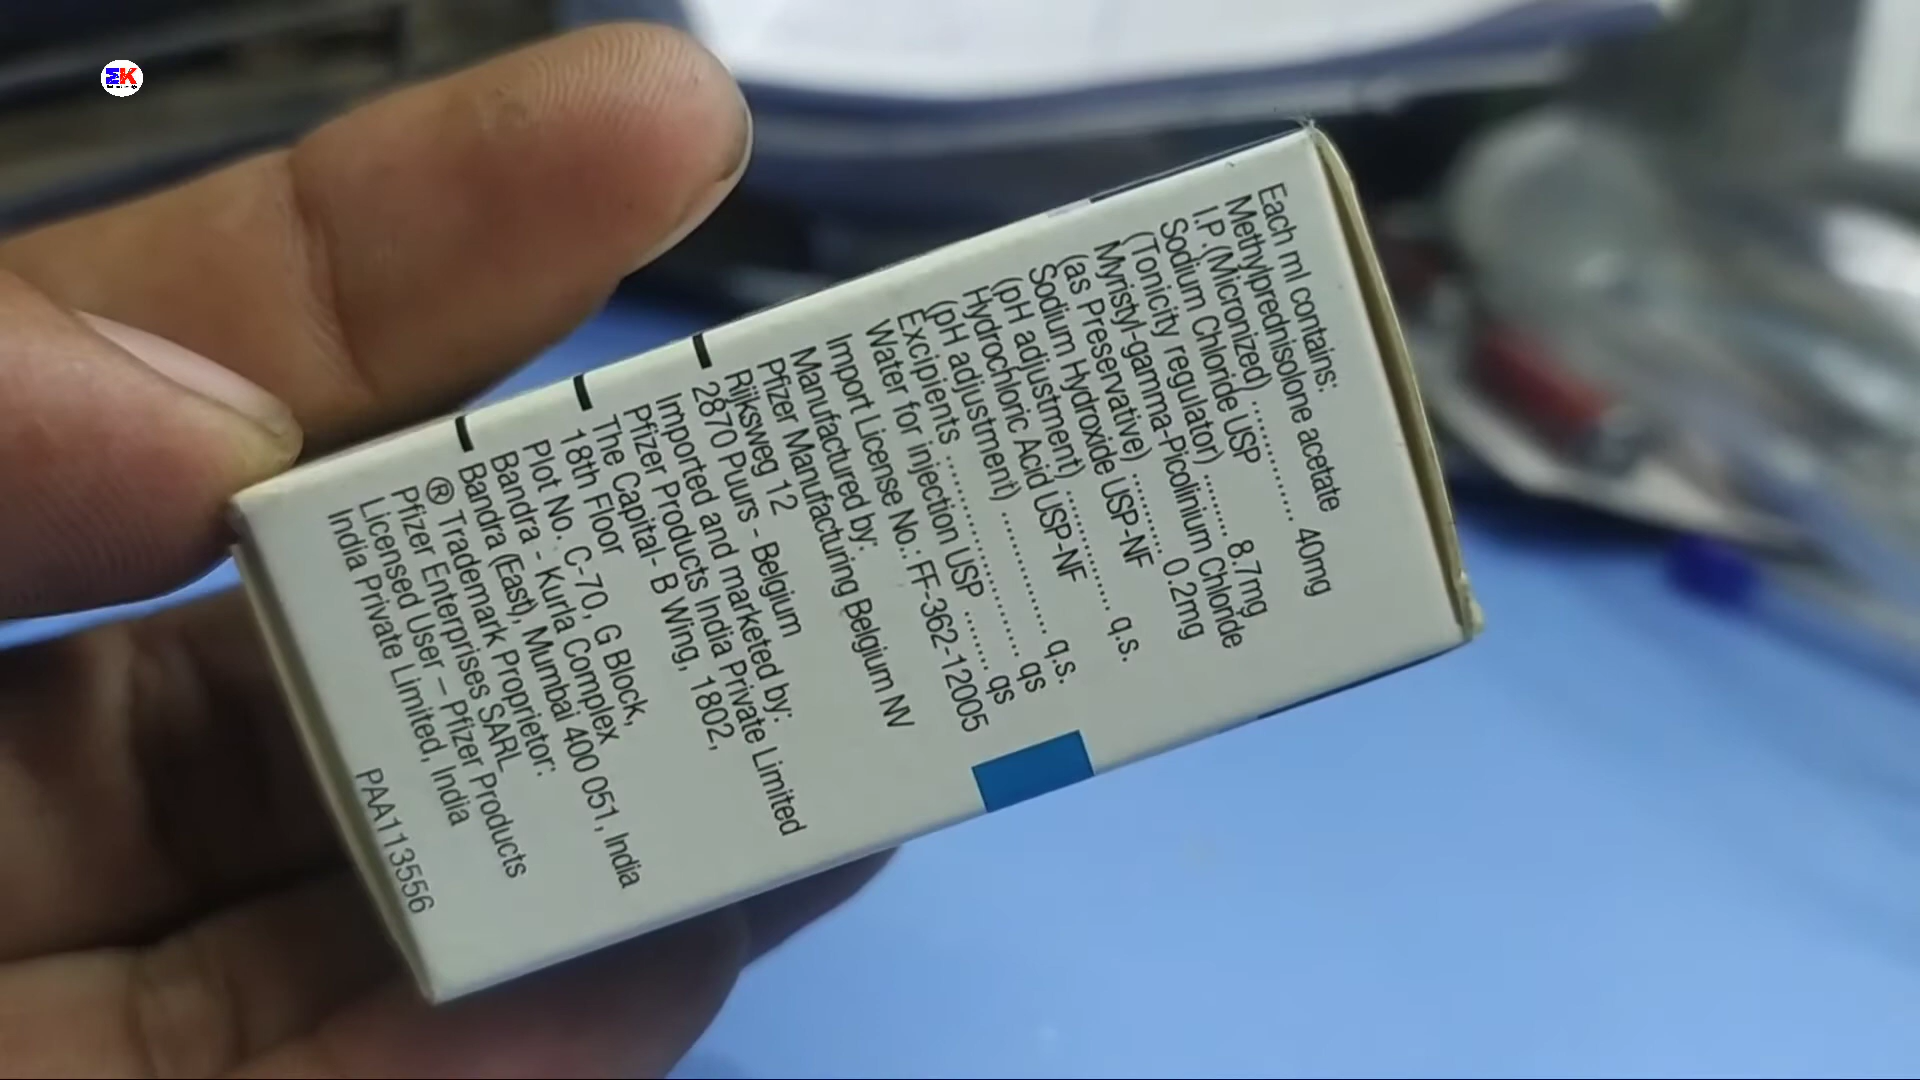 Each ml contains:
Methylprednisolone acetate
I.P.(Micronized) ............. 40mg
Sodium Chloride USP
(Tonicity regulator) ......... 8.7mg
Myristyl-gamma-Picolinium Chloride
(as Preservative) .......... 0.2mg
Sodium Hydroxide USP-NF
(pH adjustment) ............... q.s.
Hydrochloric Acid USP-NF
(pH adjustment) ............... q.s.
Excipients ........................ qs
Water for injection USP ........ qs
Import License No.: FF-362-12005
Manufactured by:
Pfizer Manufacturing Belgium NV
Rijksweg 12
2870 Puurs - Belgium
Imported and marketed by:
Pfizer Products India Private Limited
The Capital- B Wing, 1802,
18th Floor
Plot No. C-70, G Block,
Bandra - Kurla Complex
Bandra (East), Mumbai 400 051, India
® Trademark Proprietor:
Pfizer Enterprises SARL
Licensed User – Pfizer Products
India Private Limited, India
PAA113556
MK